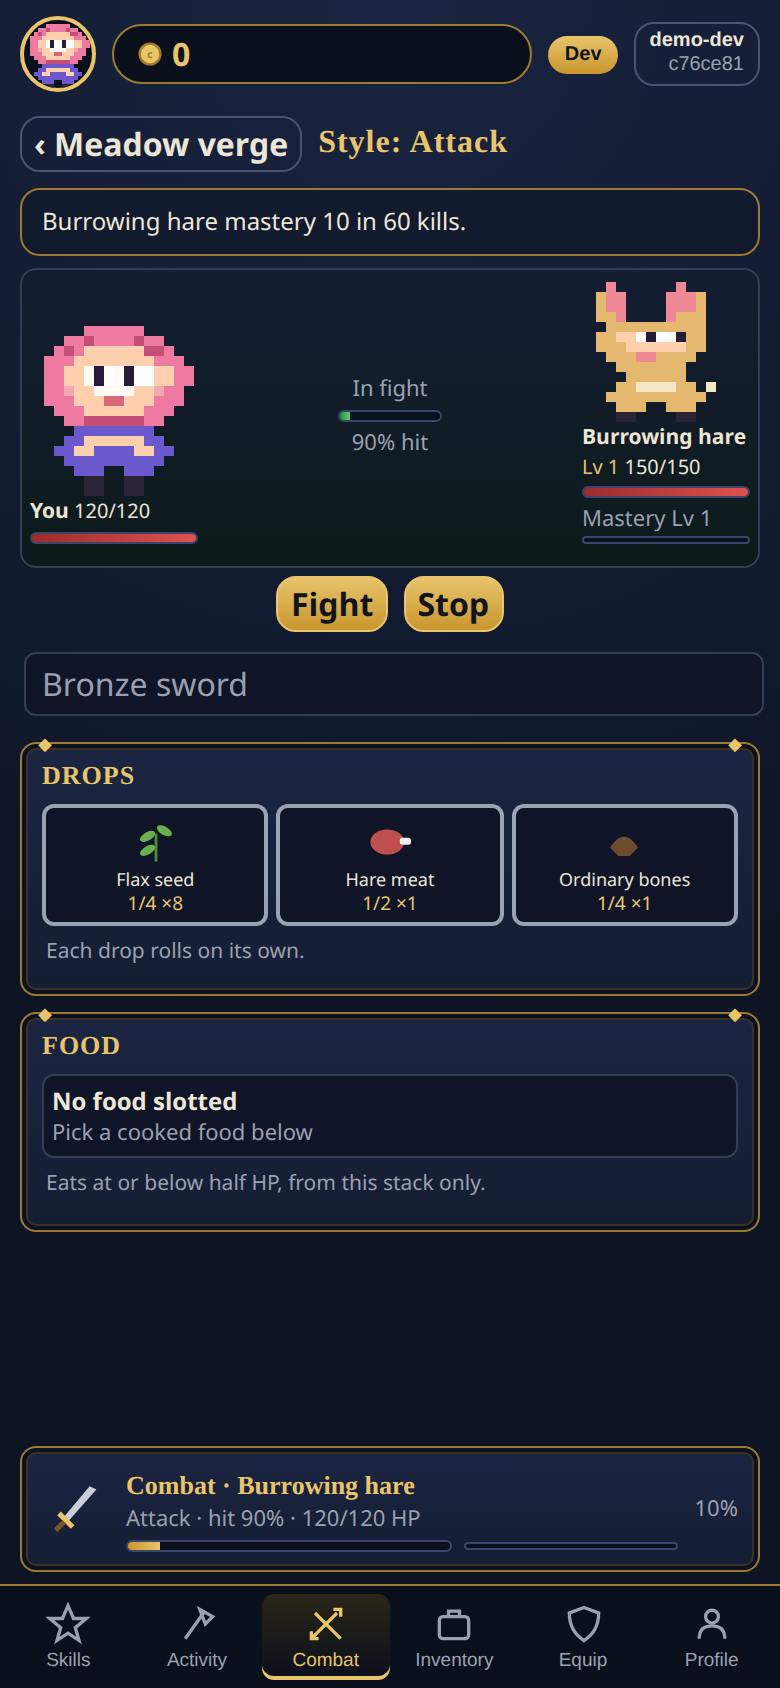 c 0
Dev
demo-dev
c76ce81
‹ Meadow verge
Style: Attack
Burrowing hare mastery 10 in 60 kills.
In fight
90% hit
You 120/120
Burrowing hare
Lv 1 150/150
Mastery Lv 1
Fight
Stop
Bronze sword
DROPS
Flax seed
1/4 ×8
Hare meat
1/2 ×1
Ordinary bones
1/4 ×1
Each drop rolls on its own.
FOOD
No food slotted
Pick a cooked food below
Eats at or below half HP, from this stack only.
Combat · Burrowing hare
Attack · hit 90% · 120/120 HP
10%
Skills
Activity
Combat
Inventory
Equip
Profile